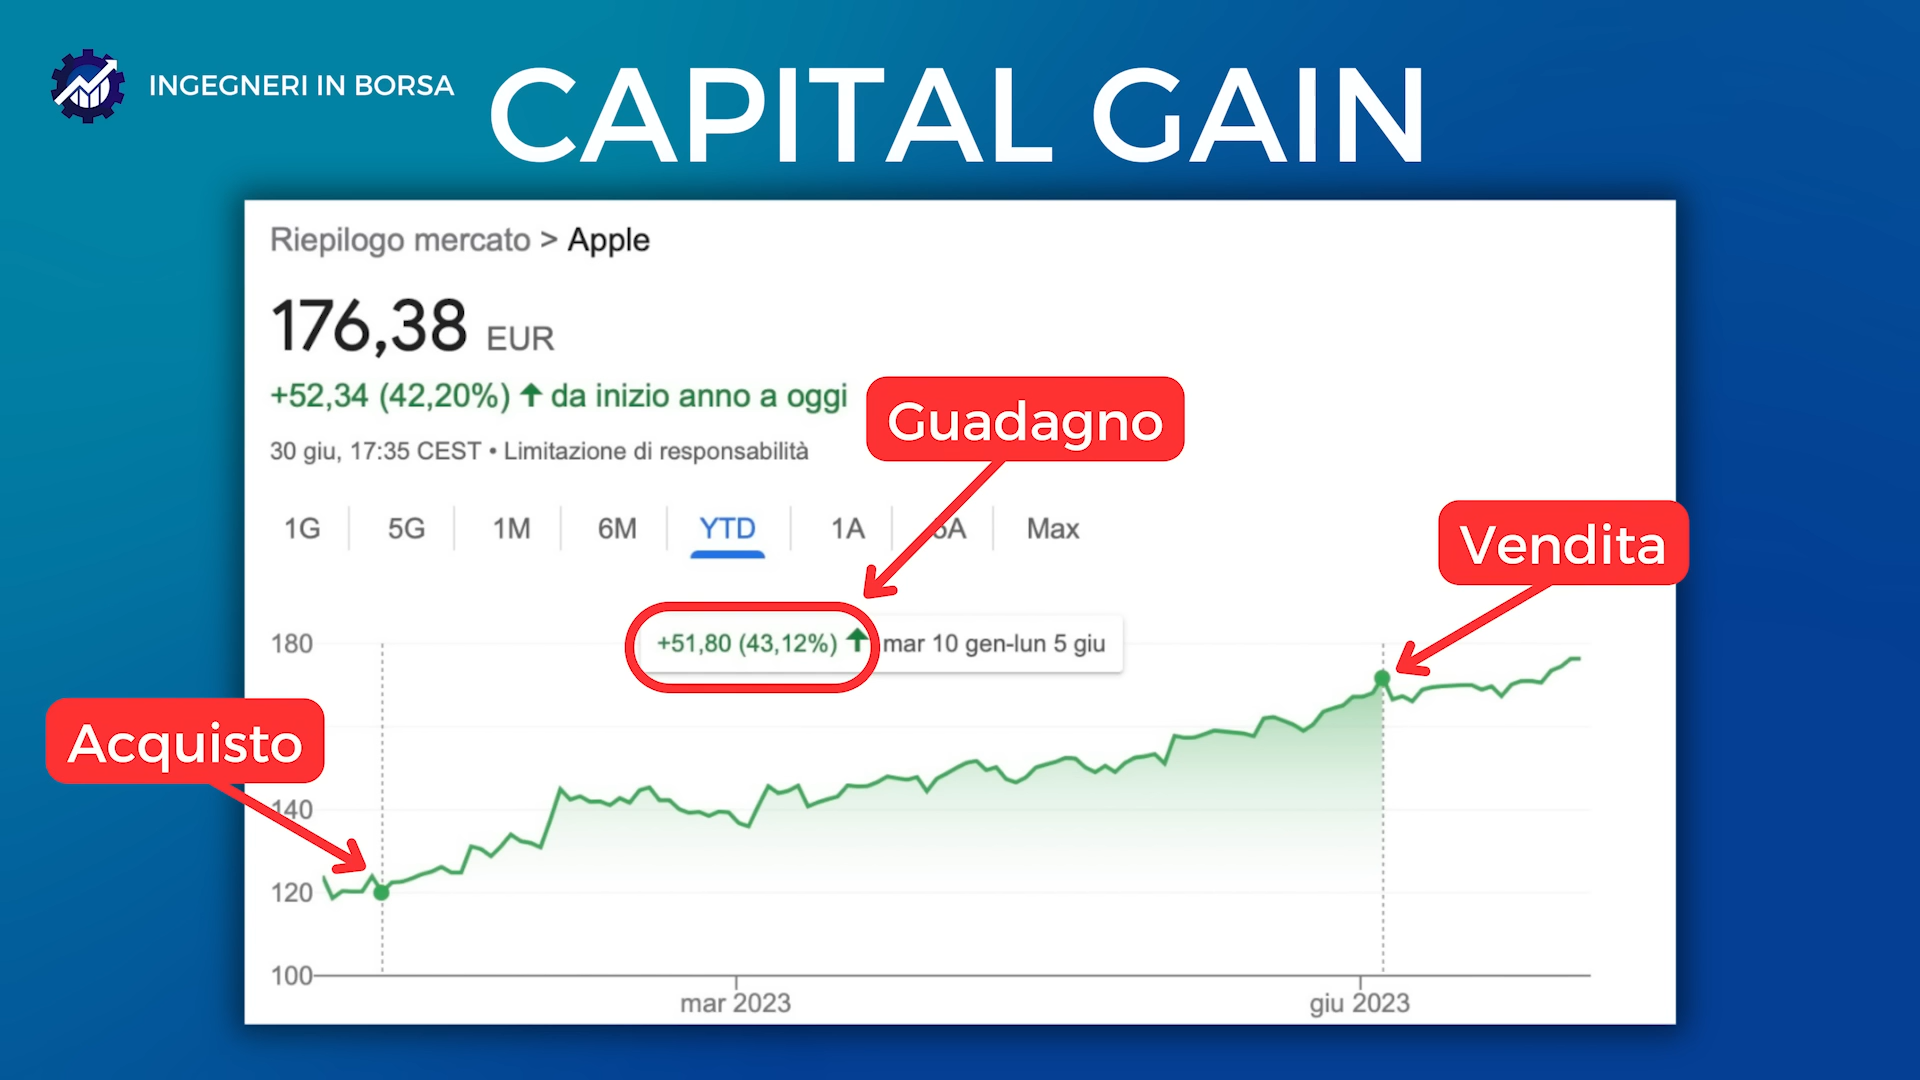 INGEGNERI IN BORSA
CAPITAL GAIN
Riepilogo mercato > Apple
176,38 EUR
+52,34 (42,20%) ↑ da inizio anno a oggi
30 giu, 17:35 CEST • Limitazione di responsabilità
Guadagno
1G 5G 1M 6M YTD 1A Max
Vendita
+51,80 (43,12%) ↑ mar 10 gen-lun 5 giu
180
Acquisto
140
120
100
mar 2023 giu 2023